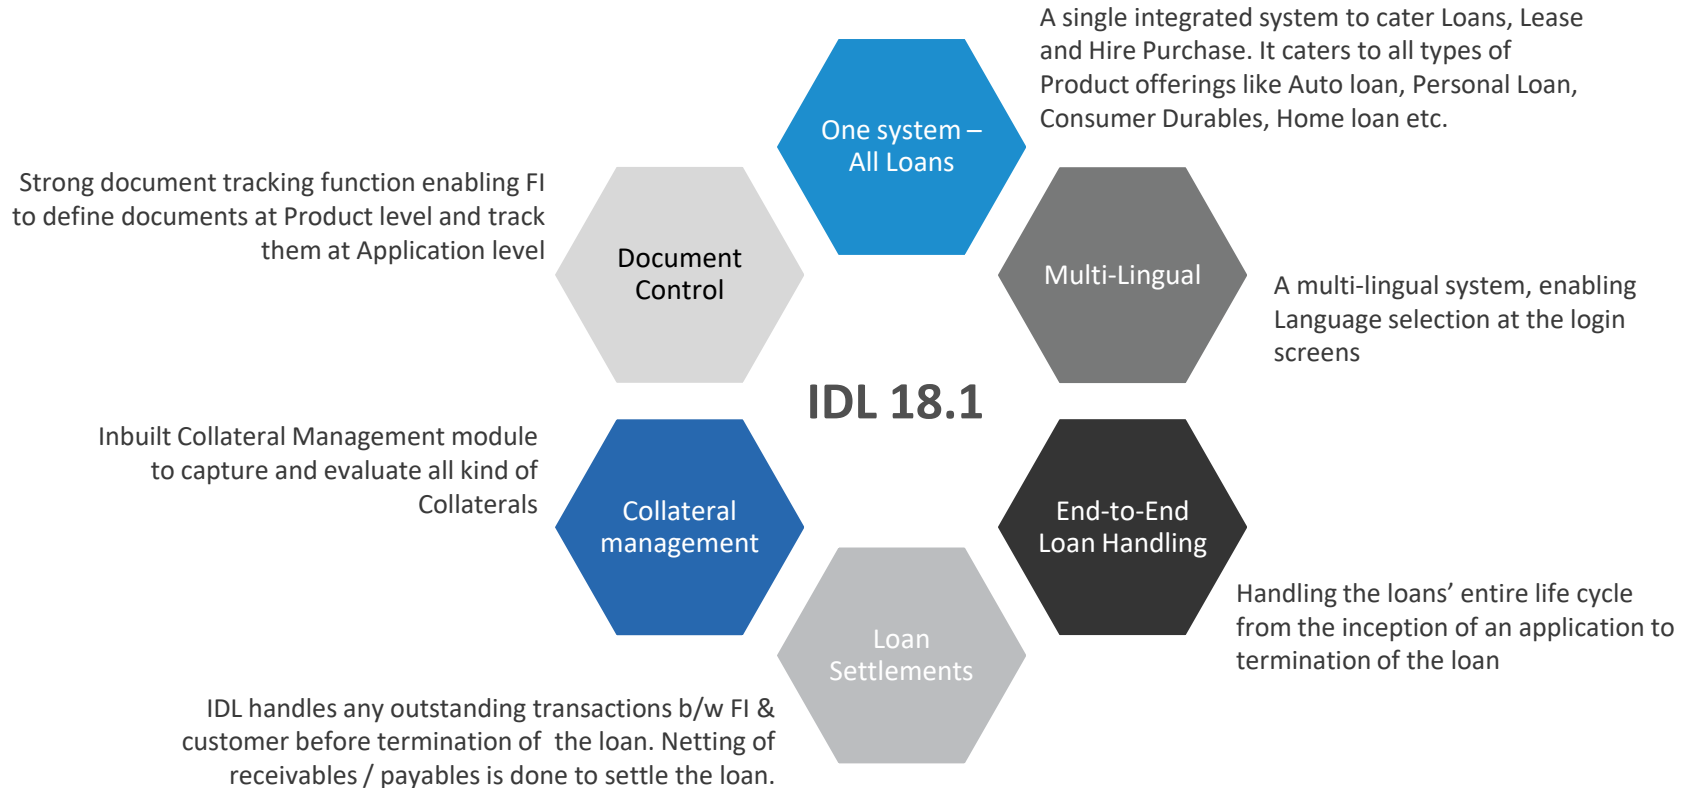 A single integrated system to cater Loans, Lease
and Hire Purchase. It caters to all types of
Product offerings like Auto loan, Personal Loan,
Consumer Durables, Home loan etc.
One system –
All Loans
Strong document tracking function enabling FI
to define documents at Product level and track
them at Application level
Document
Control
Multi-Lingual
A multi-lingual system, enabling
Language selection at the login
screens
IDL 18.1
Inbuilt Collateral Management module
to capture and evaluate all kind of
Collaterals
Collateral
management
End-to-End
Loan Handling
Handling the loans’ entire life cycle
from the inception of an application to
termination of the loan
Loan
Settlements
IDL handles any outstanding transactions b/w FI &
customer before termination of  the loan. Netting of
receivables / payables is done to settle the loan.